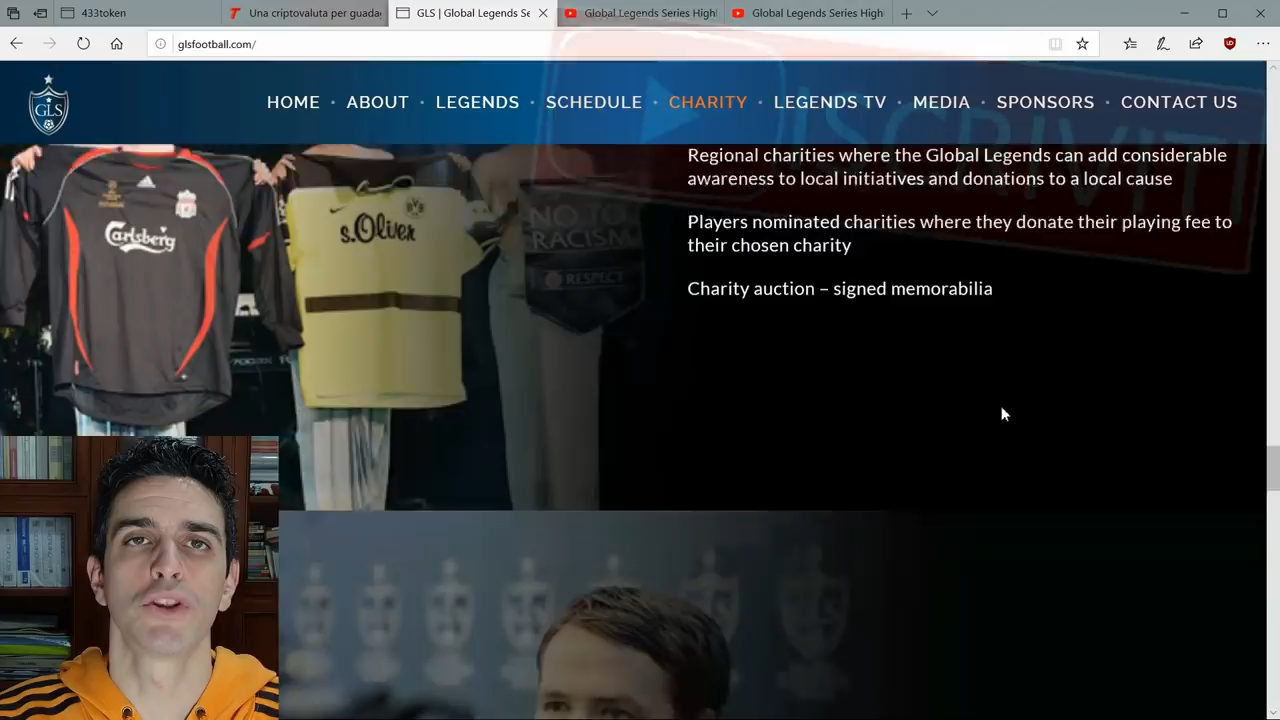 433token
Una criptovaluta per guada
GLS | Global Legends Se
Global Legends Series Highl
Global Legends Series Highl
glsfootball.com/
GLS
HOME • ABOUT • LEGENDS • SCHEDULE • CHARITY • LEGENDS TV • MEDIA • SPONSORS • CONTACT US
ISCRIVITI
Regional charities where the Global Legends can add considerable
awareness to local initiatives and donations to a local cause
Players nominated charities where they donate their playing fee to
their chosen charity
Charity auction – signed memorabilia
Carlsberg
s.Oliver
NO TO
RACISM
RESPECT